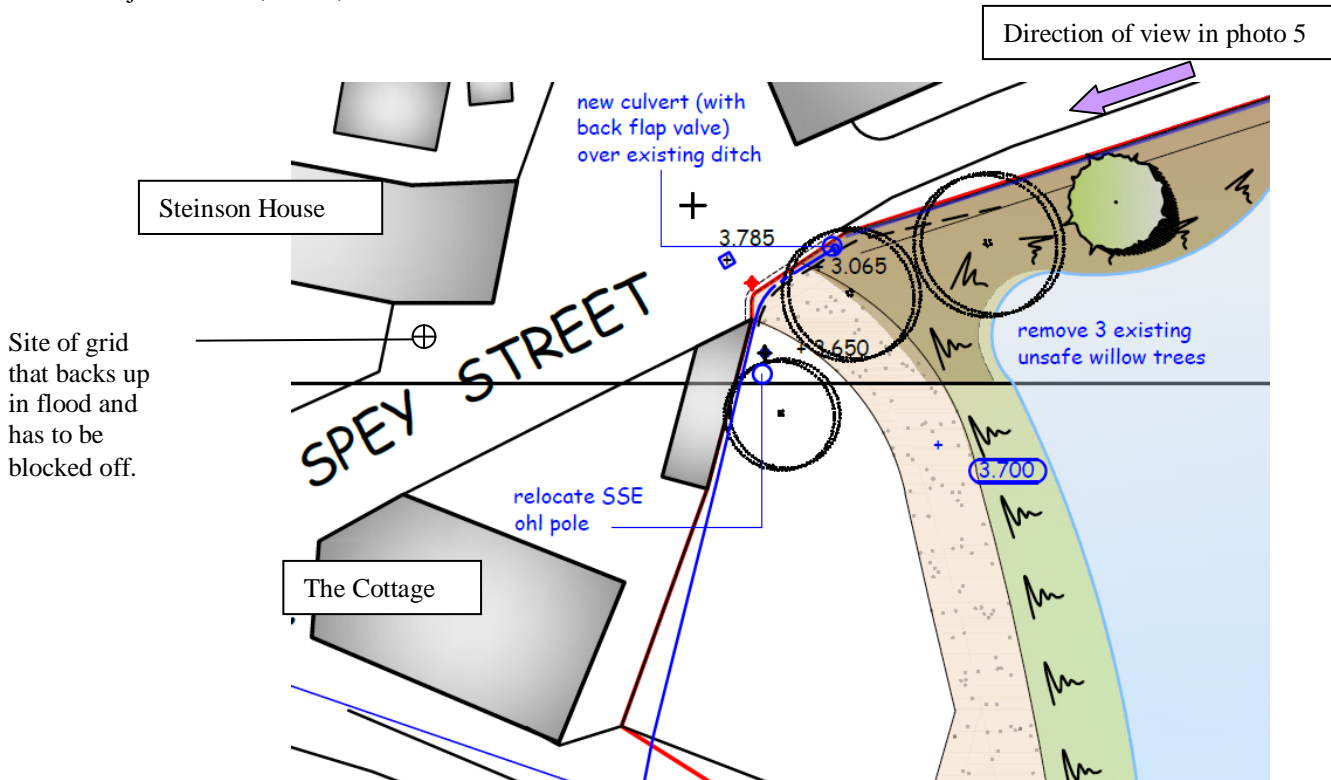 Direction of view in photo 5
new culvert (with
back flap valve)
over existing ditch
Steinson House
3.785
3.065
SPEY STREET
Site of grid
that backs up
in flood and
has to be
blocked off.
3.650
remove 3 existing
unsafe willow trees
3.700
relocate SSE
ohl pole
The Cottage